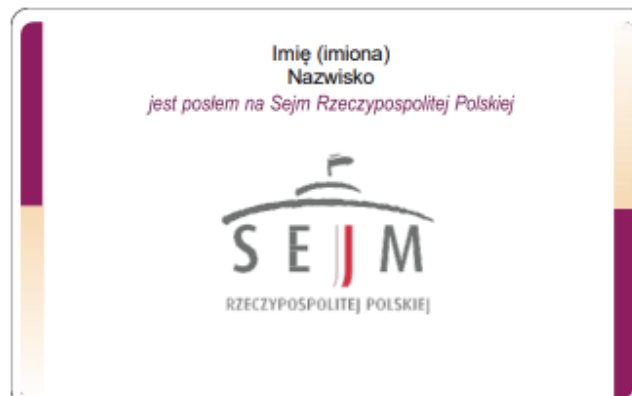 Imię (imiona)
Nazwisko
jest posłem na Sejm Rzeczypospolitej Polskiej
SEJM
RZECZYPOSPOLITEJ POLSKIEJ